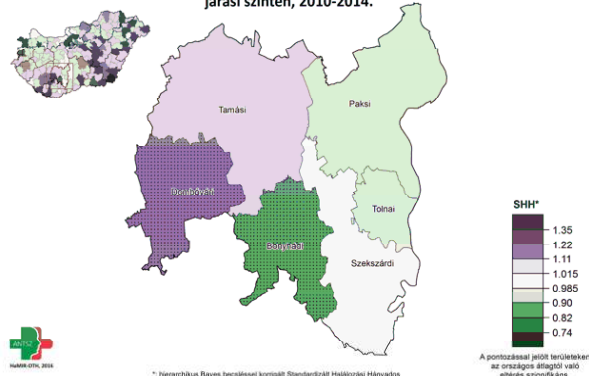 járási szinten, 2010-2014.
Tamási
Paksi
Dombóvári
Tolnai
Bonyhádi
Szekszárdi
SHH*
1.35
1.22
1.11
1.015
0.985
0.90
0.82
0.74
ANTSZ
HaMIR-OTH, 2016
A pontozással jelölt területeken
az országos átlagtól való
eltérés szignifikáns
*: hierarchikus Bayes becsléssel korrigált Standardizált Halálozási Hányados